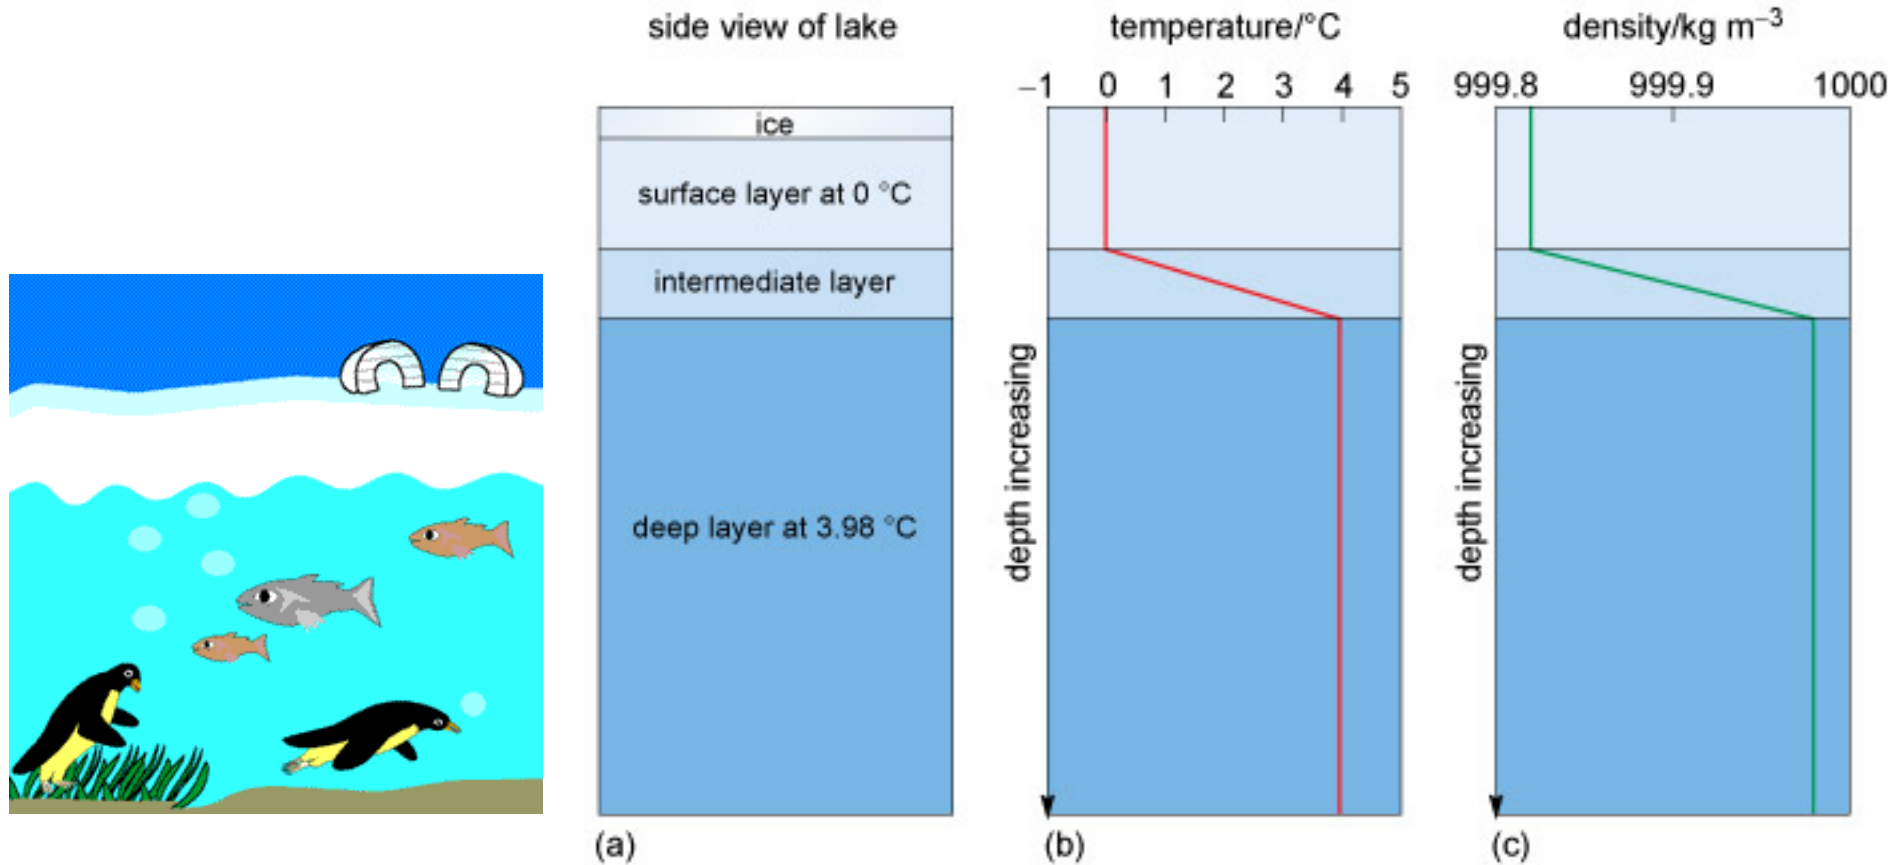 side view of lake
temperature/°C
density/kg m⁻³
–1 0 1 2 3 4 5
999.8 999.9 1000
ice
surface layer at 0 °C
intermediate layer
deep layer at 3.98 °C
depth increasing
depth increasing
(a)
(b)
(c)